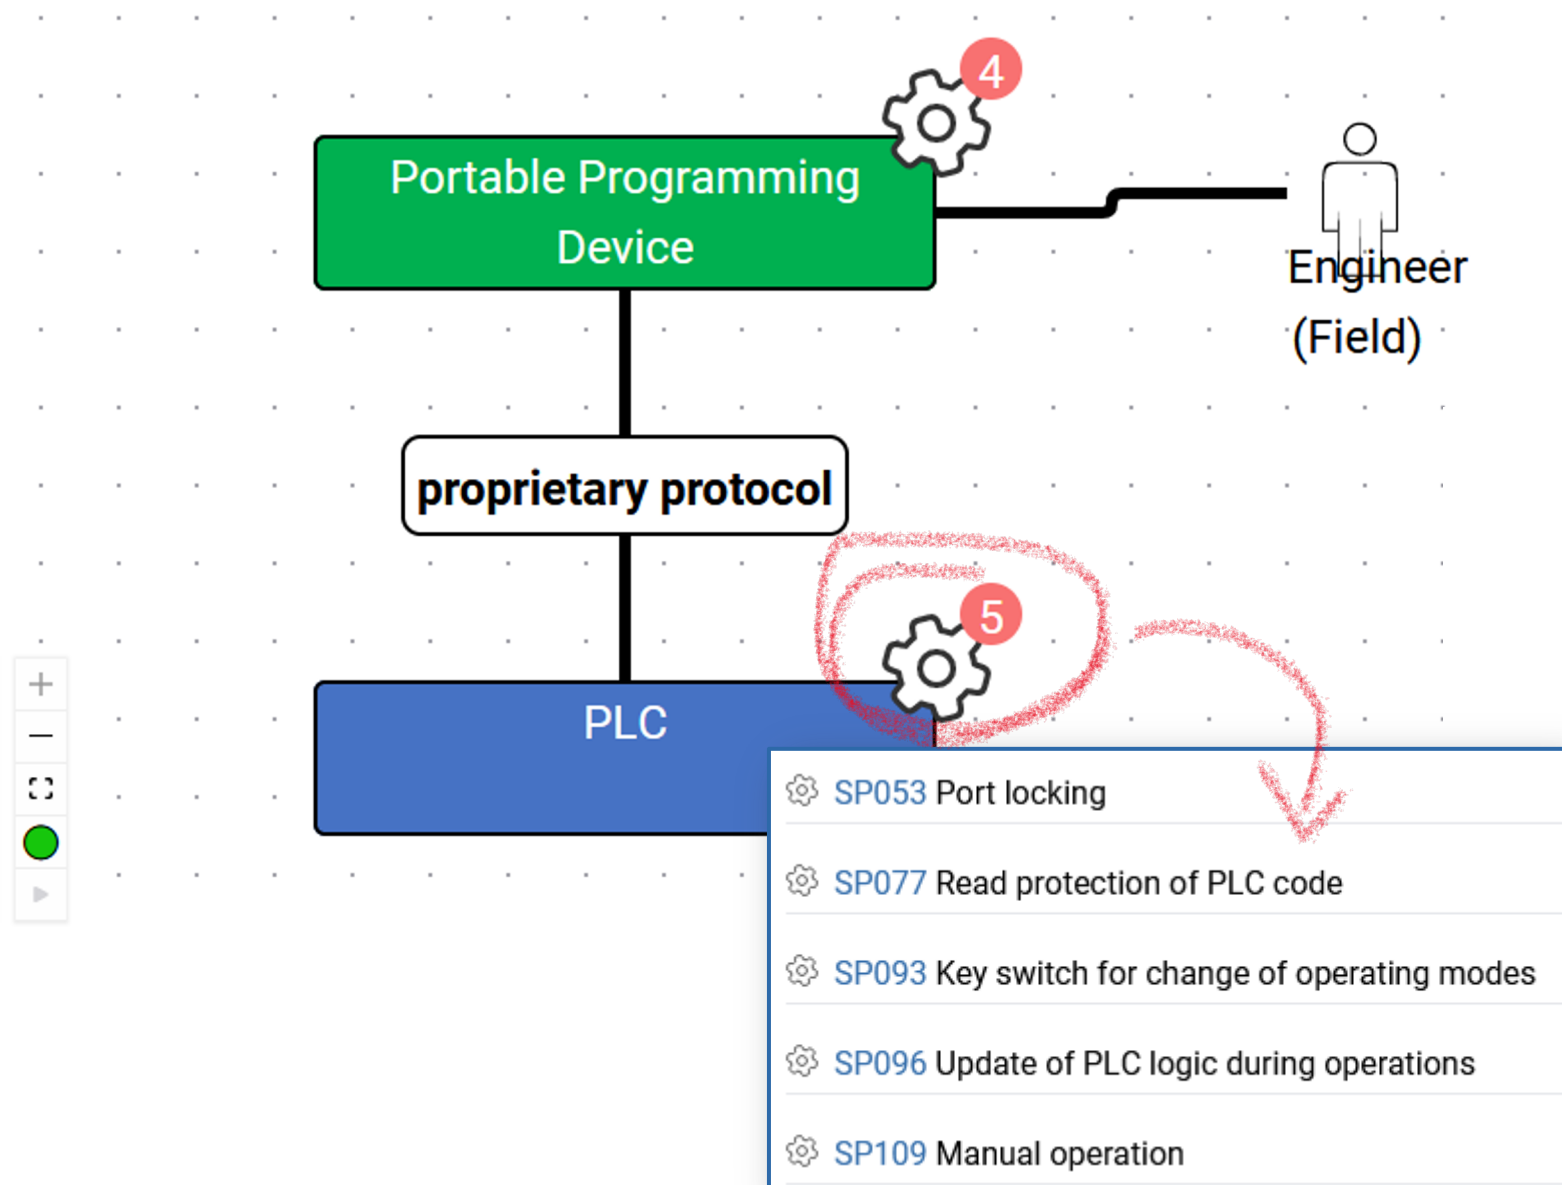 4
Portable Programming
Device
Engineer
(Field)
proprietary protocol
5
PLC
SP053 Port locking
SP077 Read protection of PLC code
SP093 Key switch for change of operating modes
SP096 Update of PLC logic during operations
SP109 Manual operation